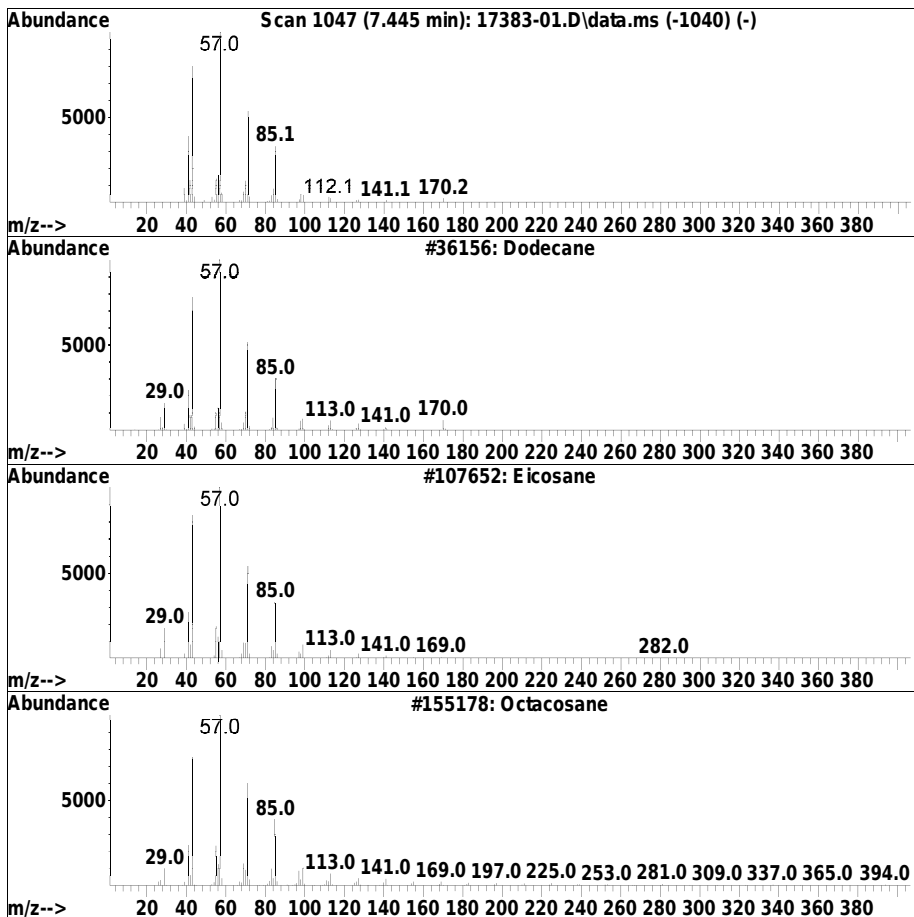 Abundance Scan 1047 (7.445 min): 17383-01.D\data.ms (-1040) (-)
57.0
5000
85.1
112.1 141.1 170.2
20 40 60 80 100 120 140 160 180 200 220 240 260 280 300 320 340 360 380
m/z-->
Abundance #36156: Dodecane
57.0
5000
85.0
29.0
113.0 141.0 170.0
20 40 60 80 100 120 140 160 180 200 220 240 260 280 300 320 340 360 380
m/z-->
Abundance #107652: Eicosane
57.0
5000
85.0
29.0
113.0 141.0 169.0 282.0
20 40 60 80 100 120 140 160 180 200 220 240 260 280 300 320 340 360 380
m/z-->
Abundance #155178: Octacosane
57.0
5000
85.0
29.0
113.0 141.0 169.0 197.0 225.0 253.0 281.0 309.0 337.0 365.0 394.0
20 40 60 80 100 120 140 160 180 200 220 240 260 280 300 320 340 360 380
m/z-->